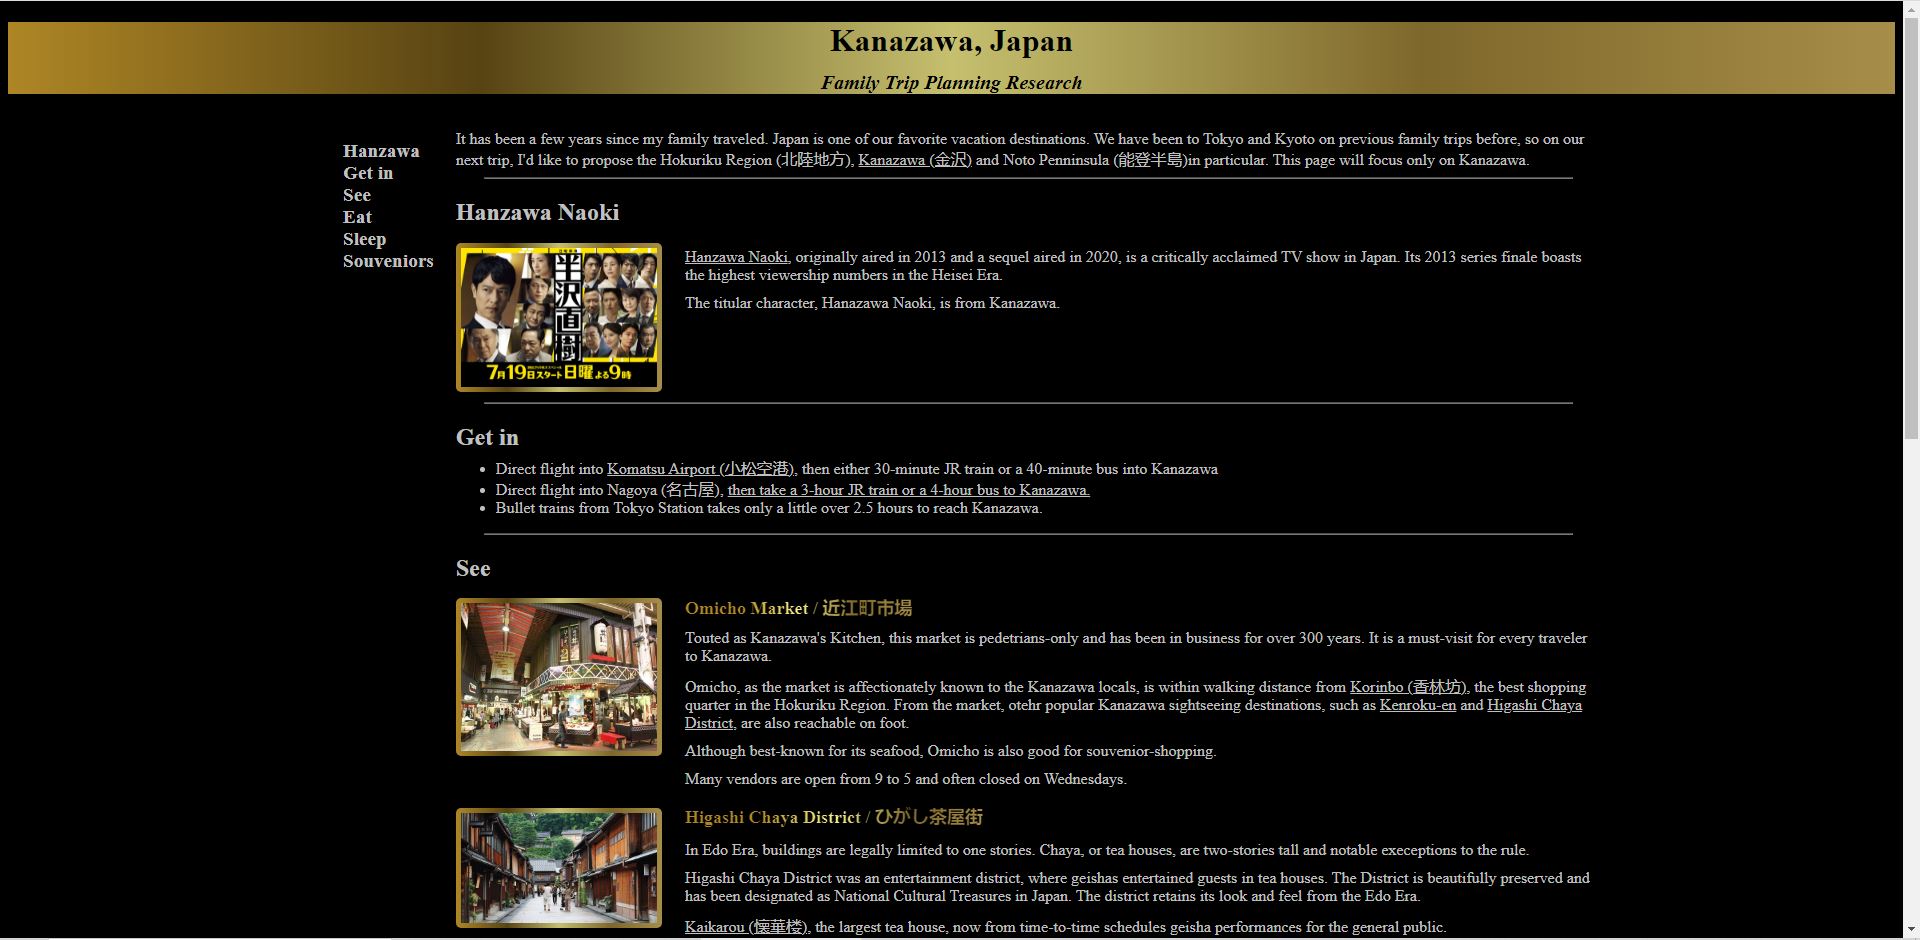 Kanazawa, Japan
Family Trip Planning Research
Hanzawa
Get in
See
Eat
Sleep
Souveniors
It has been a few years since my family traveled. Japan is one of our favorite vacation destinations. We have been to Tokyo and Kyoto on previous family trips before, so on our
next trip, I'd like to propose the Hokuriku Region (北陸地方), Kanazawa (金沢) and Noto Penninsula (能登半島)in particular. This page will focus only on Kanazawa.
Hanzawa Naoki
半沢直樹
7月19日スタート 日曜よる9時
Hanzawa Naoki, originally aired in 2013 and a sequel aired in 2020, is a critically acclaimed TV show in Japan. Its 2013 series finale boasts
the highest viewership numbers in the Heisei Era.
The titular character, Hanazawa Naoki, is from Kanazawa.
Get in
Direct flight into Komatsu Airport (小松空港), then either 30-minute JR train or a 40-minute bus into Kanazawa
Direct flight into Nagoya (名古屋), then take a 3-hour JR train or a 4-hour bus to Kanazawa.
Bullet trains from Tokyo Station takes only a little over 2.5 hours to reach Kanazawa.
See
Omicho Market / 近江町市場
Touted as Kanazawa's Kitchen, this market is pedetrians-only and has been in business for over 300 years. It is a must-visit for every traveler
to Kanazawa.
Omicho, as the market is affectionately known to the Kanazawa locals, is within walking distance from Korinbo (香林坊), the best shopping
quarter in the Hokuriku Region. From the market, otehr popular Kanazawa sightseeing destinations, such as Kenroku-en and Higashi Chaya
District, are also reachable on foot.
Although best-known for its seafood, Omicho is also good for souvenior-shopping.
Many vendors are open from 9 to 5 and often closed on Wednesdays.
Higashi Chaya District / ひがし茶屋街
In Edo Era, buildings are legally limited to one stories. Chaya, or tea houses, are two-stories tall and notable execeptions to the rule.
Higashi Chaya District was an entertainment district, where geishas entertained guests in tea houses. The District is beautifully preserved and
has been designated as National Cultural Treasures in Japan. The district retains its look and feel from the Edo Era.
Kaikarou (懐華楼), the largest tea house, now from time-to-time schedules geisha performances for the general public.